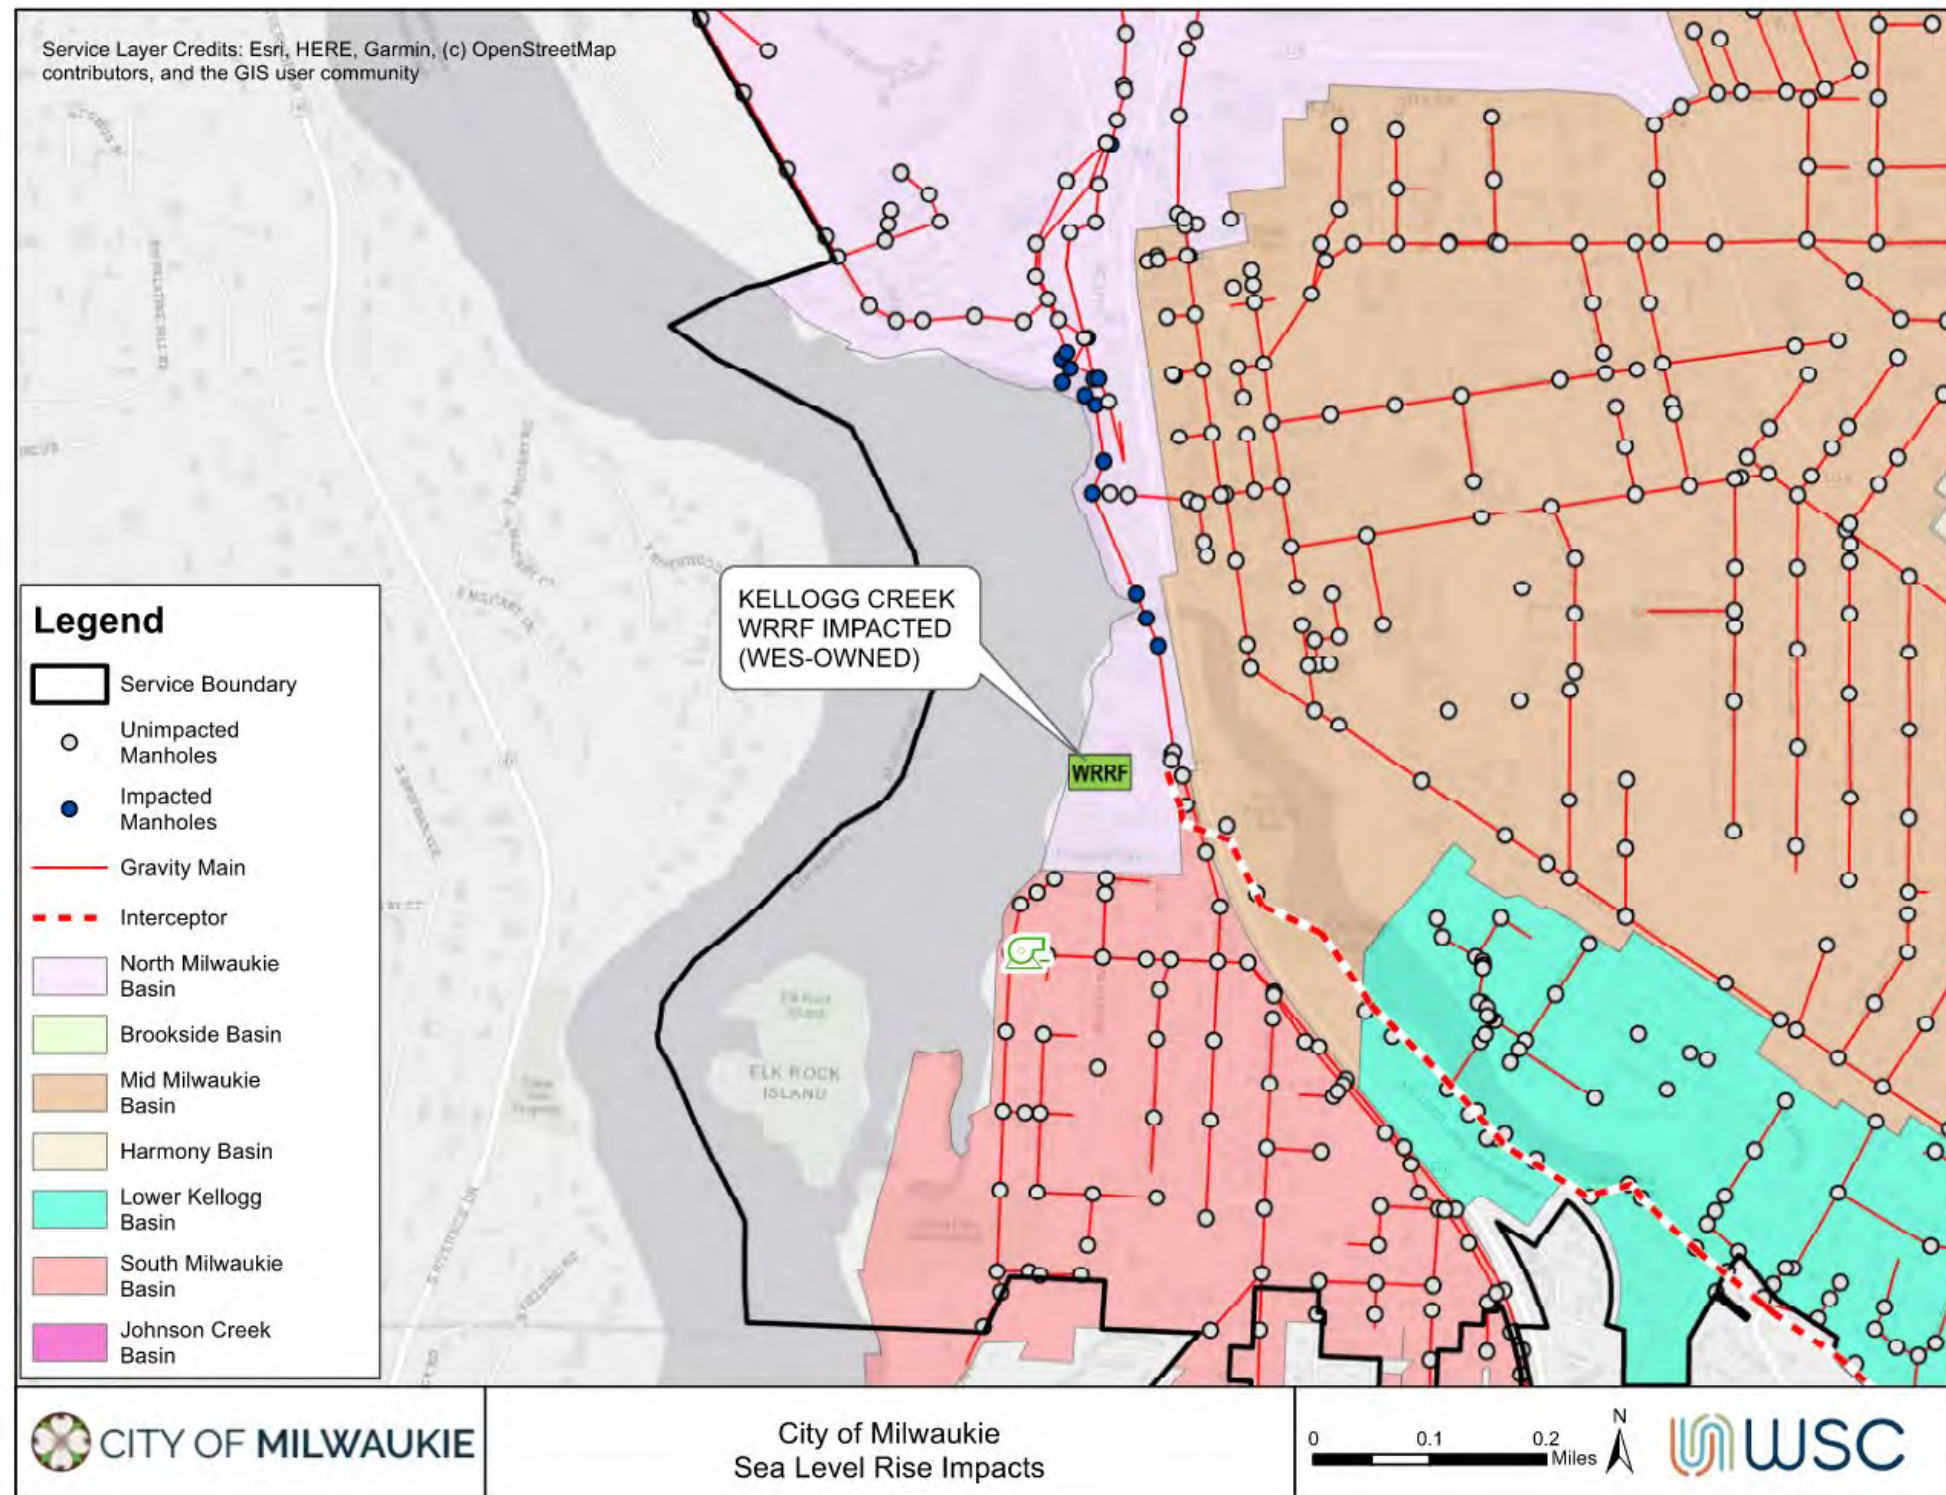 Service Layer Credits: Esri, HERE, Garmin, (c) OpenStreetMap
contributors, and the GIS user community
KELLOGG CREEK
WRRF IMPACTED
(WES-OWNED)
WRRF
ELK ROCK
ISLAND
S RIVERSIDE DR
Legend
Service Boundary
Unimpacted
Manholes
Impacted
Manholes
Gravity Main
Interceptor
North Milwaukie
Basin
Brookside Basin
Mid Milwaukie
Basin
Harmony Basin
Lower Kellogg
Basin
South Milwaukie
Basin
Johnson Creek
Basin
CITY OF MILWAUKIE
City of Milwaukie
Sea Level Rise Impacts
0 0.1 0.2
Miles
N
WSC